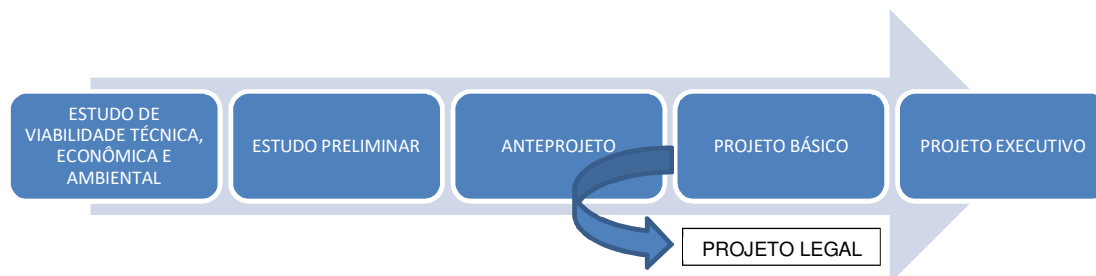 ESTUDO DE
VIABILIDADE TÉCNICA,
ECONÔMICA E
AMBIENTAL
ESTUDO PRELIMINAR
ANTEPROJETO
PROJETO BÁSICO
PROJETO EXECUTIVO
PROJETO LEGAL